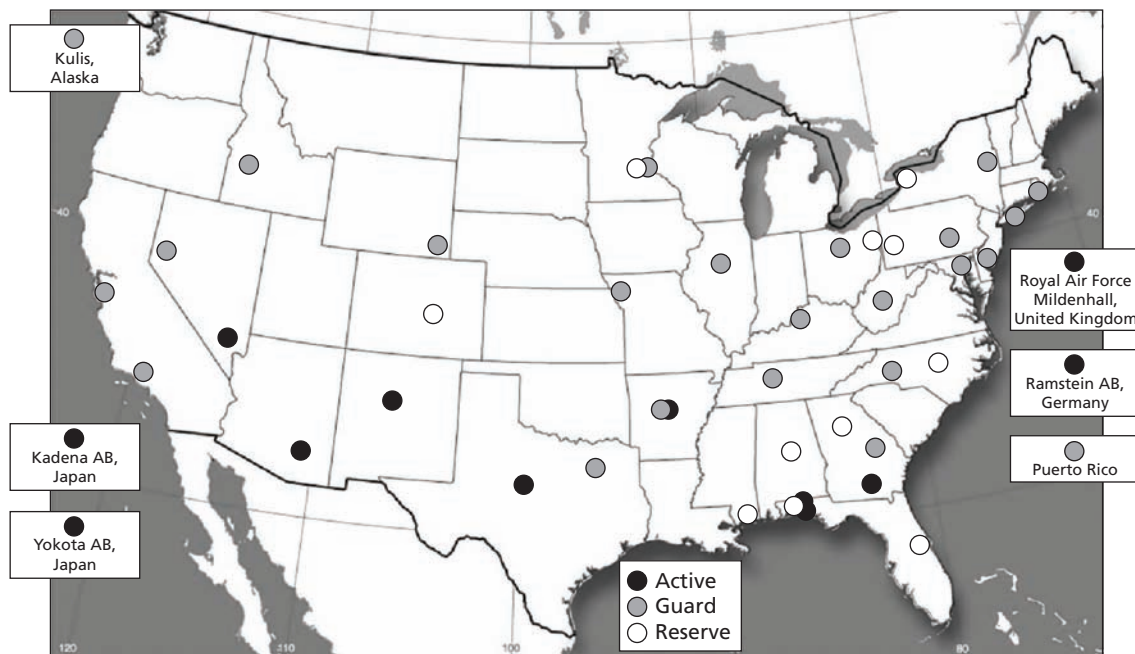 Kulis,
Alaska
40
40
Royal Air Force
Mildenhall,
United Kingdom
Ramstein AB,
Germany
Kadena AB,
Japan
Puerto Rico
Yokota AB,
Japan
Active
Guard
Reserve
120
110
100
80